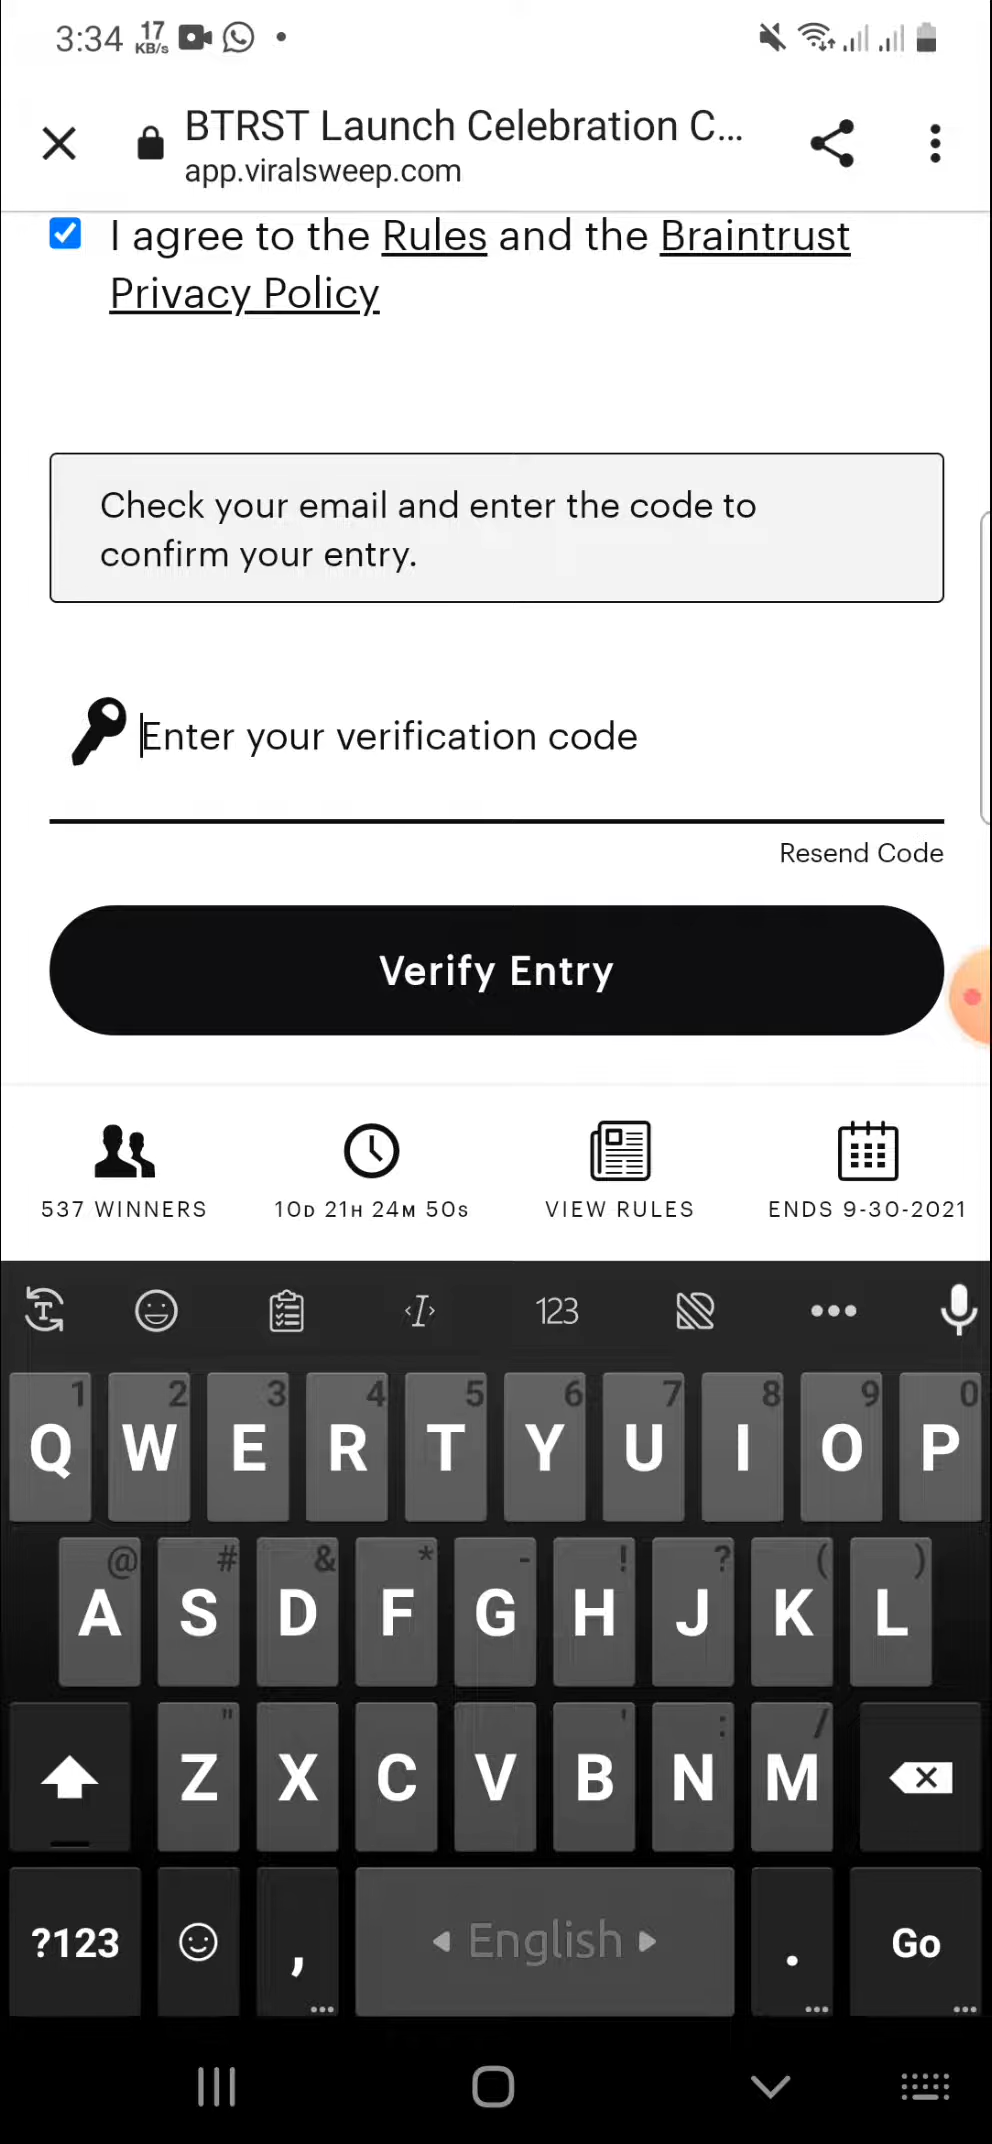 3:34 17 KB/s
BTRST Launch Celebration C...
app.viralsweep.com
I agree to the Rules and the Braintrust
Privacy Policy
Check your email and enter the code to
confirm your entry.
Enter your verification code
Resend Code
Verify Entry
537 WINNERS 10D 21H 24M 50S VIEW RULES ENDS 9-30-2021
T 123
1 2 3 4 5 6 7 8 9 0
Q W E R T Y U I O P
@ # & * - ! ? ( )
A S D F G H J K L
" ' : /
Z X C V B N M
?123 , English . Go